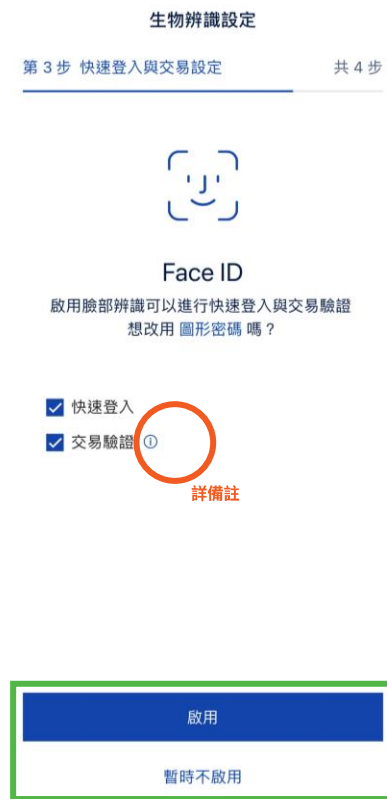 生物辨識設定
第 3 步 快速登入與交易設定 共 4 步
Face ID
啟用臉部辨識可以進行快速登入與交易驗證
想改用 圖形密碼 嗎？
快速登入
交易驗證
詳備註
啟用
暫時不啟用